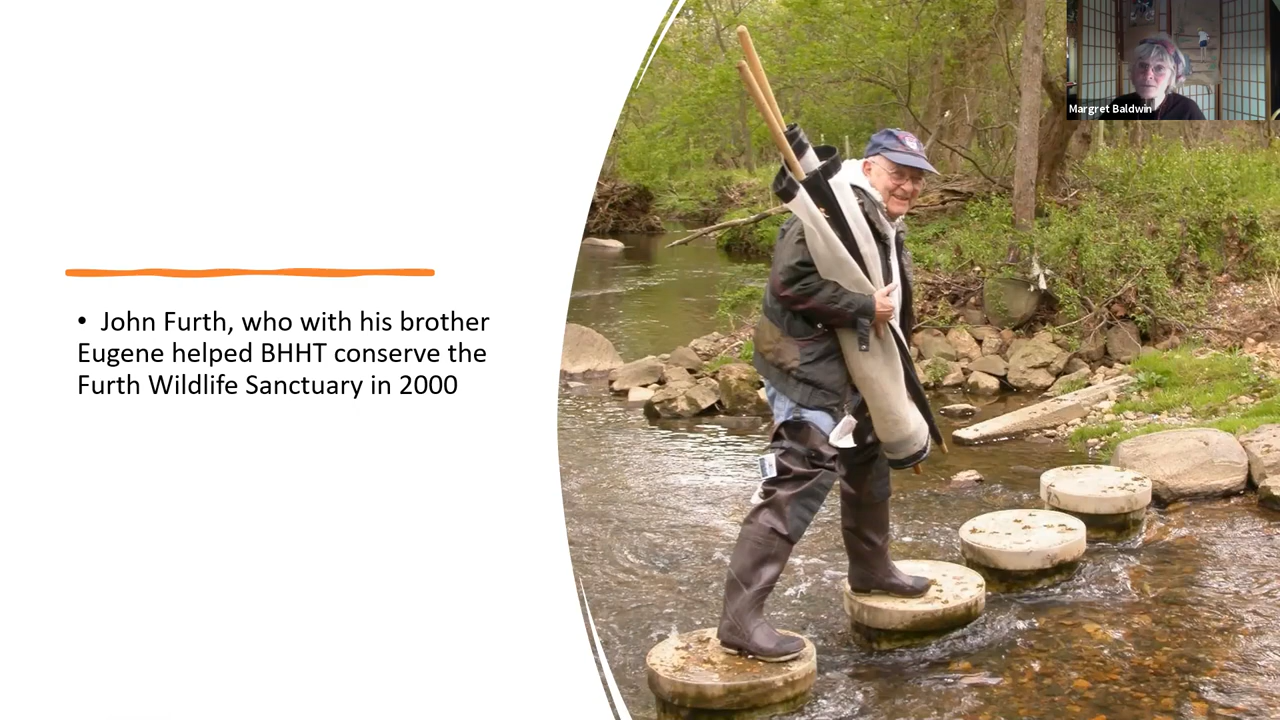 Margret Baldwin
• John Furth, who with his brother
Eugene helped BHHT conserve the
Furth Wildlife Sanctuary in 2000